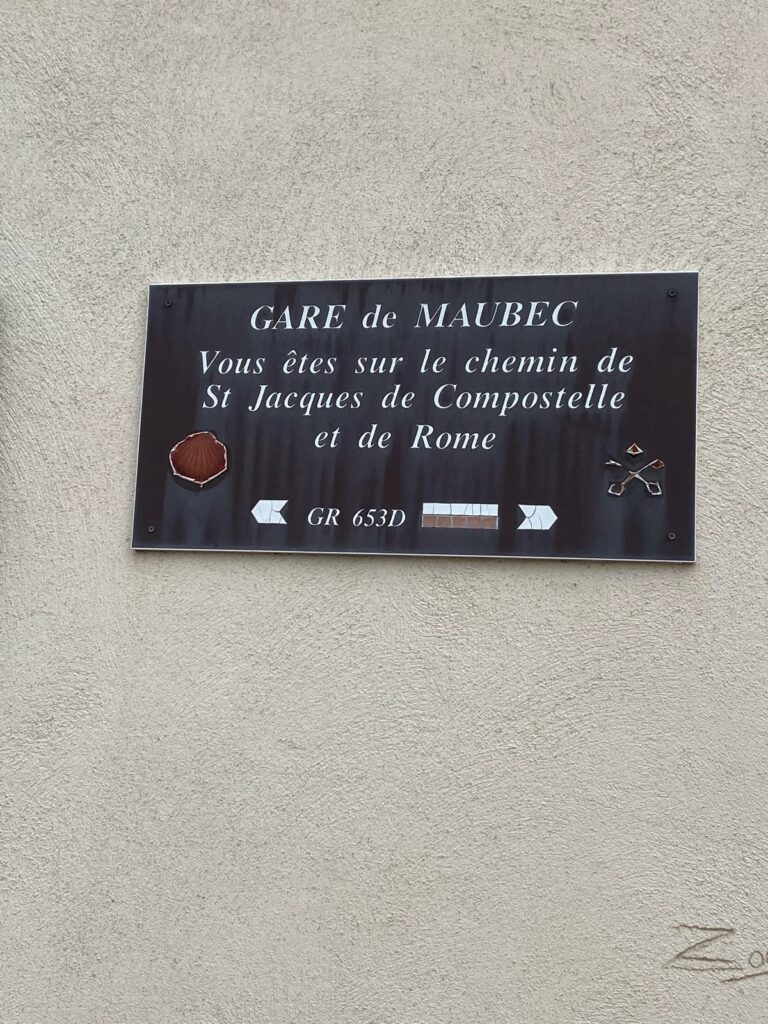 GARE de MAUBEC
Vous êtes sur le chemin de
St Jacques de Compostelle
et de Rome
GR 653D